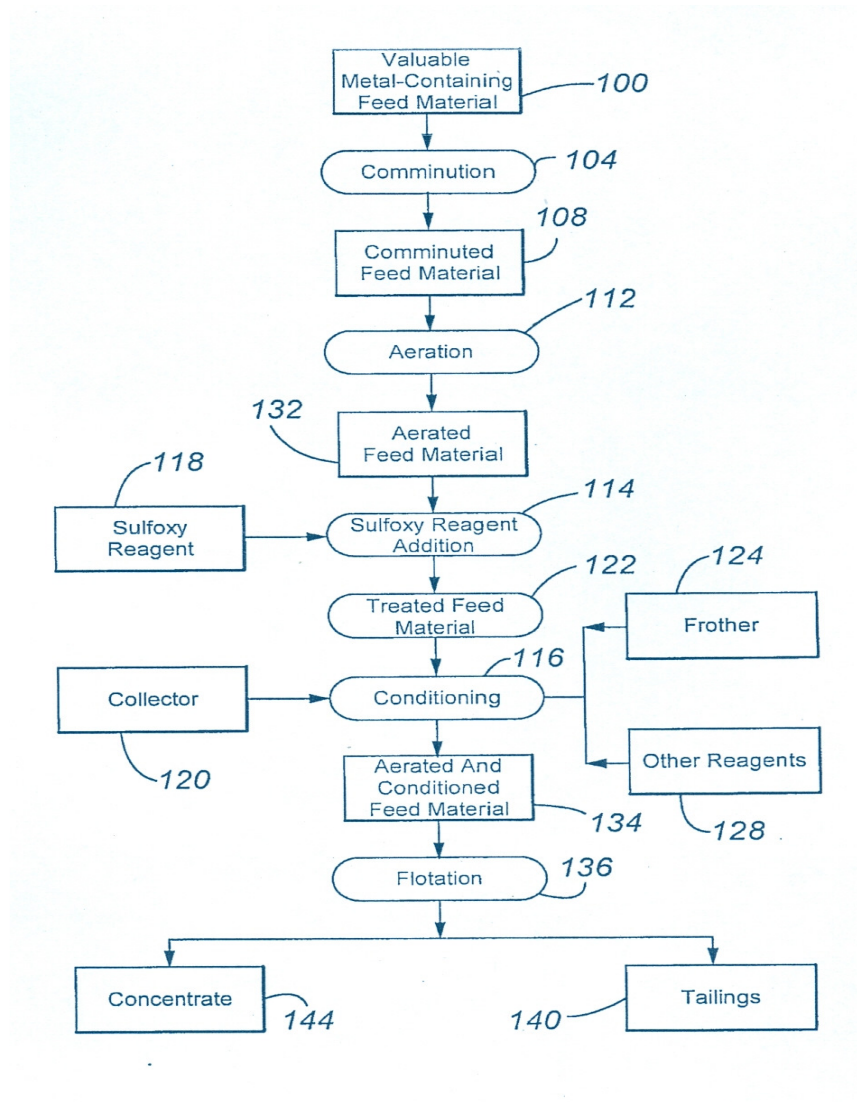 Valuable
Metal-Containing
Feed Material
100
Comminution
104
108
Comminuted
Feed Material
112
Aeration
132
Aerated
Feed Material
118
114
Sulfoxy
Reagent
Sulfoxy Reagent
Addition
122
124
Treated Feed
Material
Frother
116
Collector
Conditioning
120
Aerated And
Conditioned
Feed Material
Other Reagents
134
128
Flotation
136
Concentrate
Tailings
144
140